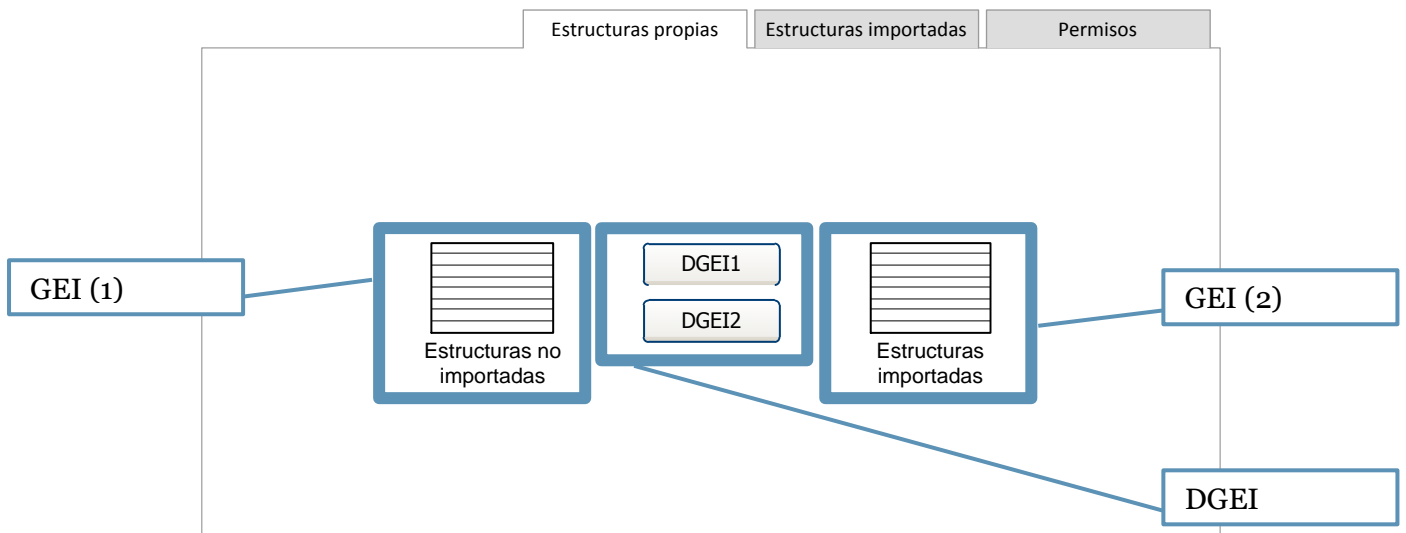 Estructuras propias
Estructuras importadas
Permisos
GEI (1)
DGEI1
DGEI2
Estructuras no
importadas
Estructuras
importadas
GEI (2)
DGEI